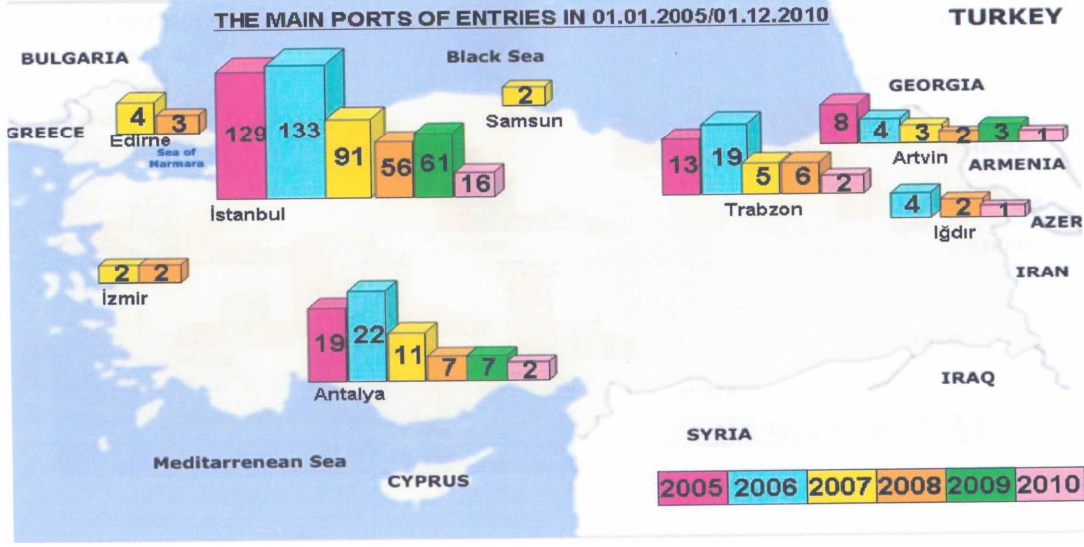 THE MAIN PORTS OF ENTRIES IN 01.01.2005/01.12.2010
TURKEY
BULGARIA
Black Sea
GEORGIA
GREECE
4 3
Edirne
Sea of
Marmara
129 133 91 56 61 16
İstanbul
2
Samsun
13 19 5 6 2
Trabzon
8 4 3 2 3 1
Artvin
ARMENIA
4 2 1
Iğdır
AZER
IRAN
2 2
İzmir
19 22 11 7 7 2
Antalya
IRAQ
SYRIA
Meditarrenean Sea
CYPRUS
2005 2006 2007 2008 2009 2010